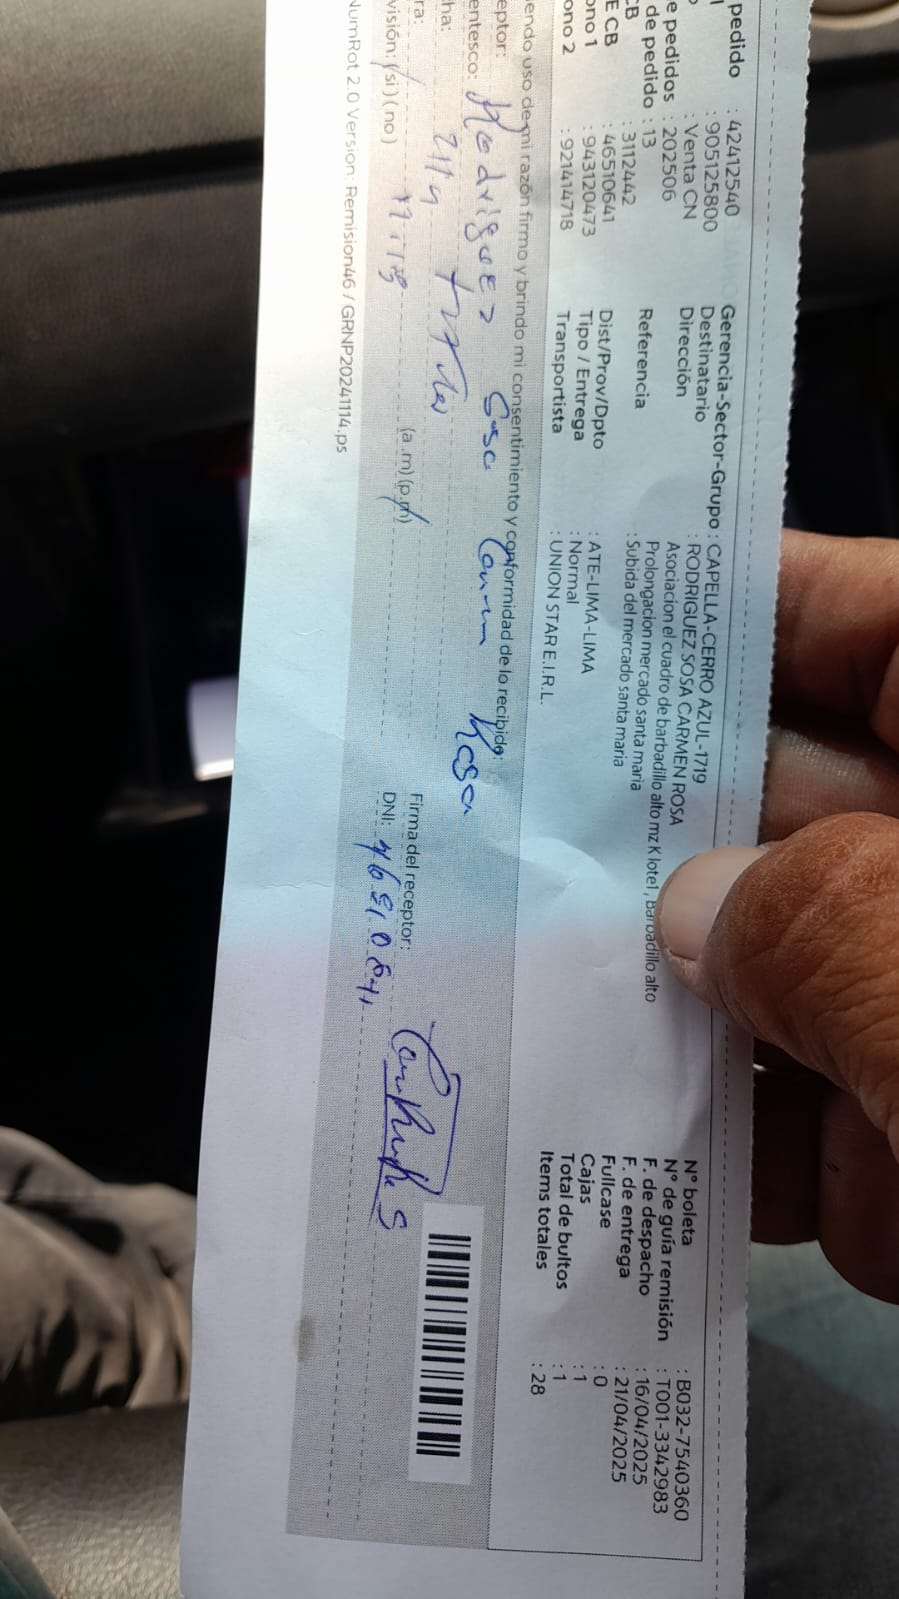 pedido : 42412540
: 905125800
: Venta CN
e pedidos : 202506
de pedido : 13
CB : 3112442
E CB : 46510641
ono 1 : 943120473
ono 2 : 921414718
Gerencia-Sector-Grupo : CAPELLA-CERRO AZUL-1719
Destinatario : RODRIGUEZ SOSA CARMEN ROSA
Dirección Asociacion el cuadro de barbadillo alto mz K lote1, barbadillo alto
Prolongacion mercado santa maria
Referencia : Subida del mercado santa maria
Dist/Prov/Dpto : ATE-LIMA-LIMA
Tipo / Entrega : Normal
Transportista : UNION STAR E.I.R.L.
N° boleta : B032-7540360
N° de guía remisión : T001-3342983
F. de despacho : 16/04/2025
F. de entrega : 21/04/2025
Fullcase : 0
Cajas : 1
Total de bultos : 1
Items totales : 28
iendo uso de mi razón firmo y brindo mi consentimiento y conformidad de lo recibido:
eptor: Rodriguez Sosa Carmen Rosa
entesco:
ha:
ra: (a .m) (p.m)
visión: (si) (no)
Firma del receptor:
DNI: 46510641
NumRot 2.0 Version: Remision46 / GRNP20241114.ps